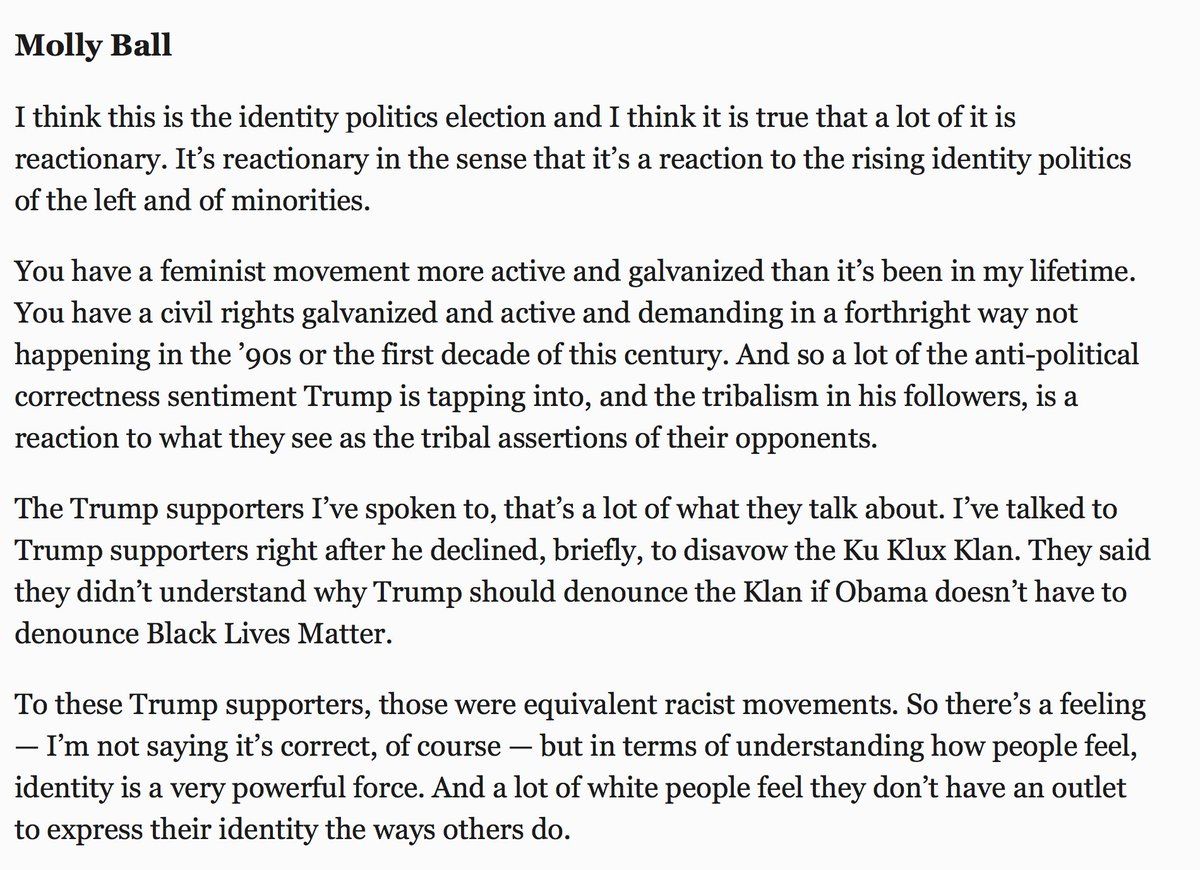 Molly Ball
I think this is the identity politics election and I think it is true that a lot of it is
reactionary. It’s reactionary in the sense that it’s a reaction to the rising identity politics
of the left and of minorities.
You have a feminist movement more active and galvanized than it’s been in my lifetime.
You have a civil rights galvanized and active and demanding in a forthright way not
happening in the ’90s or the first decade of this century. And so a lot of the anti-political
correctness sentiment Trump is tapping into, and the tribalism in his followers, is a
reaction to what they see as the tribal assertions of their opponents.
The Trump supporters I’ve spoken to, that’s a lot of what they talk about. I’ve talked to
Trump supporters right after he declined, briefly, to disavow the Ku Klux Klan. They said
they didn’t understand why Trump should denounce the Klan if Obama doesn’t have to
denounce Black Lives Matter.
To these Trump supporters, those were equivalent racist movements. So there’s a feeling
— I’m not saying it’s correct, of course — but in terms of understanding how people feel,
identity is a very powerful force. And a lot of white people feel they don’t have an outlet
to express their identity the ways others do.